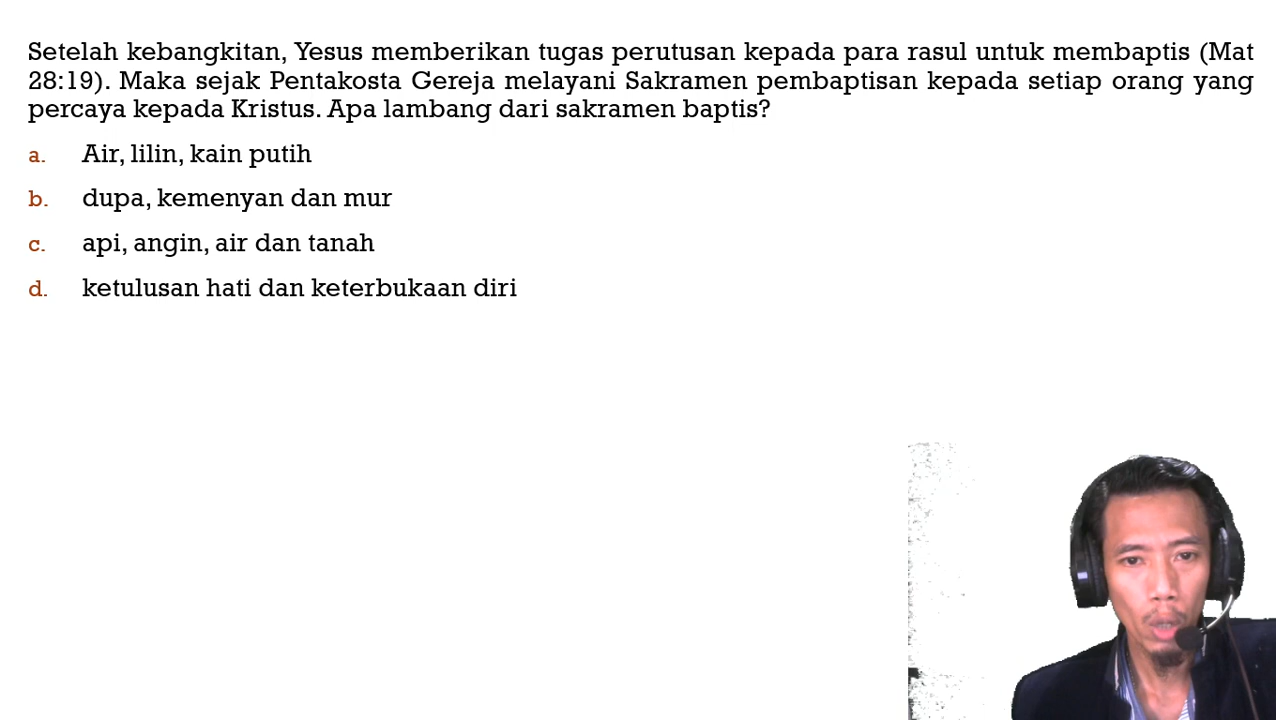 Setelah kebangkitan, Yesus memberikan tugas perutusan kepada para rasul untuk membaptis (Mat
28:19). Maka sejak Pentakosta Gereja melayani Sakramen pembaptisan kepada setiap orang yang
percaya kepada Kristus. Apa lambang dari sakramen baptis?
a. Air, lilin, kain putih
b. dupa, kemenyan dan mur
c. api, angin, air dan tanah
d. ketulusan hati dan keterbukaan diri